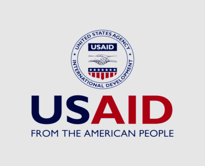 UNITED STATES AGENCY
USAID
INTERNATIONAL DEVELOPMENT
USAID
FROM THE AMERICAN PEOPLE